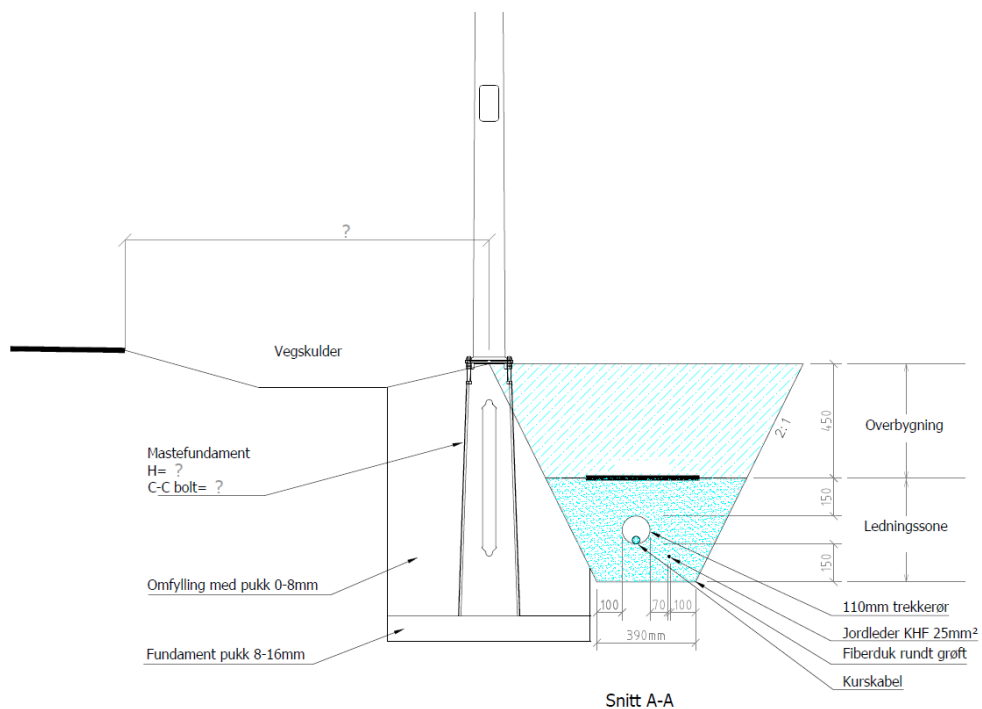 ?
Vegskulder
2:1
450
Overbygning
Mastefundament
H= ?
C-C bolt= ?
150
Ledningssone
150
Omfylling med pukk 0-8mm
100
70
100
110mm trekkerør
390mm
Jordleder KHF 25mm²
Fundament pukk 8-16mm
Fiberduk rundt grøft
Kurskabel
Snitt A-A